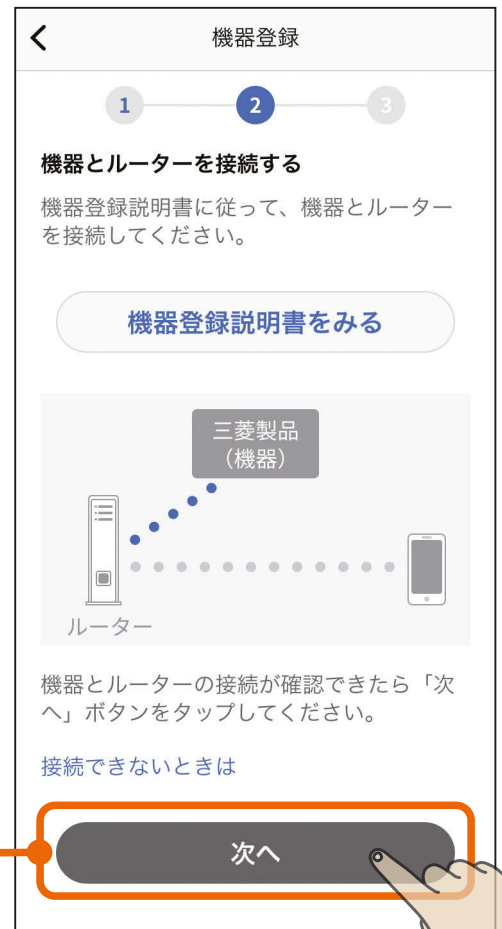 機器登録
1 2 3
機器とルーターを接続する
機器登録説明書に従って、機器とルーター
を接続してください。
機器登録説明書をみる
三菱製品
（機器）
ルーター
機器とルーターの接続が確認できたら「次
へ」ボタンをタップしてください。
接続できないときは
次へ